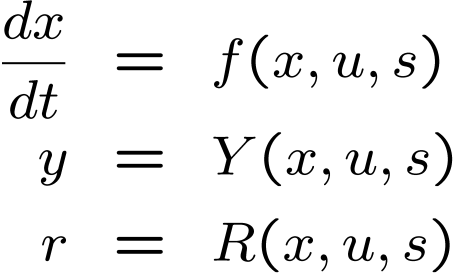 dx/dt = f(x, u, s)
y = Y(x, u, s)
r = R(x, u, s)